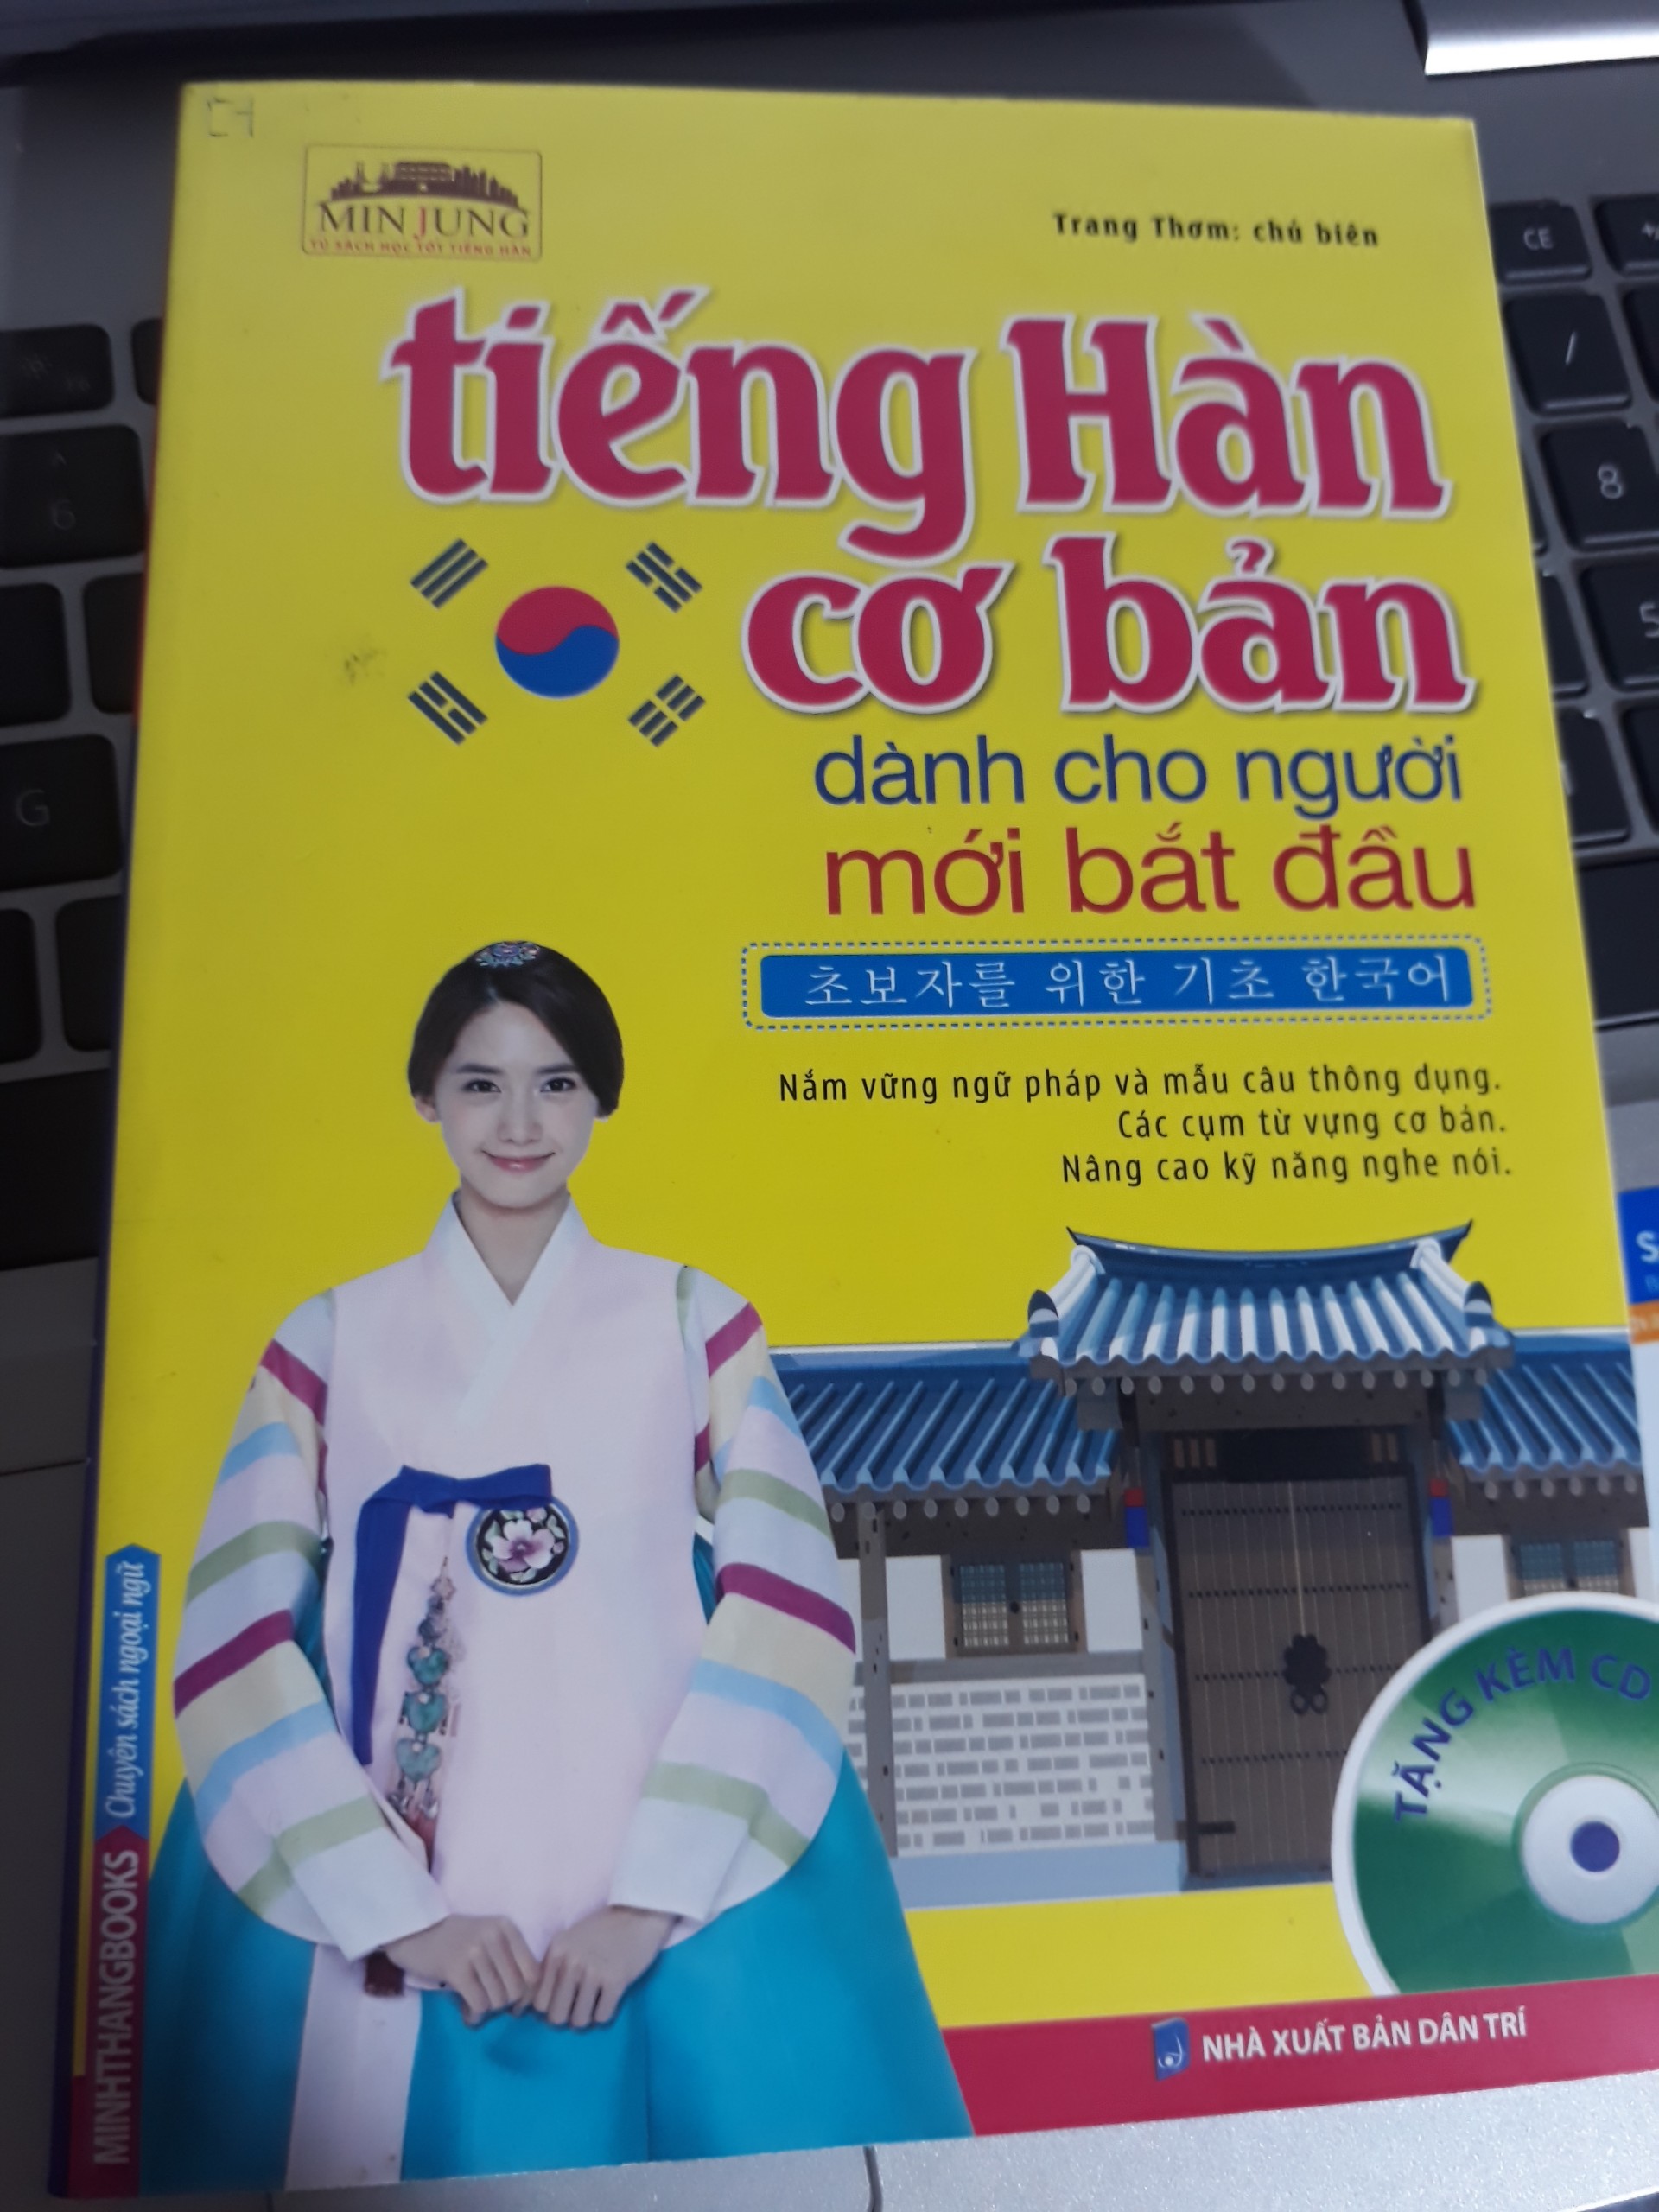 MIN JUNG
TỦ SÁCH HỌC TỐT TIẾNG HÀN
Trang Thơm: chủ biên
tiếng Hàn
cơ bản
dành cho người
mới bắt đầu
초보자를 위한 기초 한국어
Nắm vững ngữ pháp và mẫu câu thông dụng.
Các cụm từ vựng cơ bản.
Nâng cao kỹ năng nghe nói.
TẶNG KÈM CD
NHÀ XUẤT BẢN DÂN TRÍ
MINHTHANGBOOKS Chuyên sách ngoại ngữ
CE
/
8
5
6
G